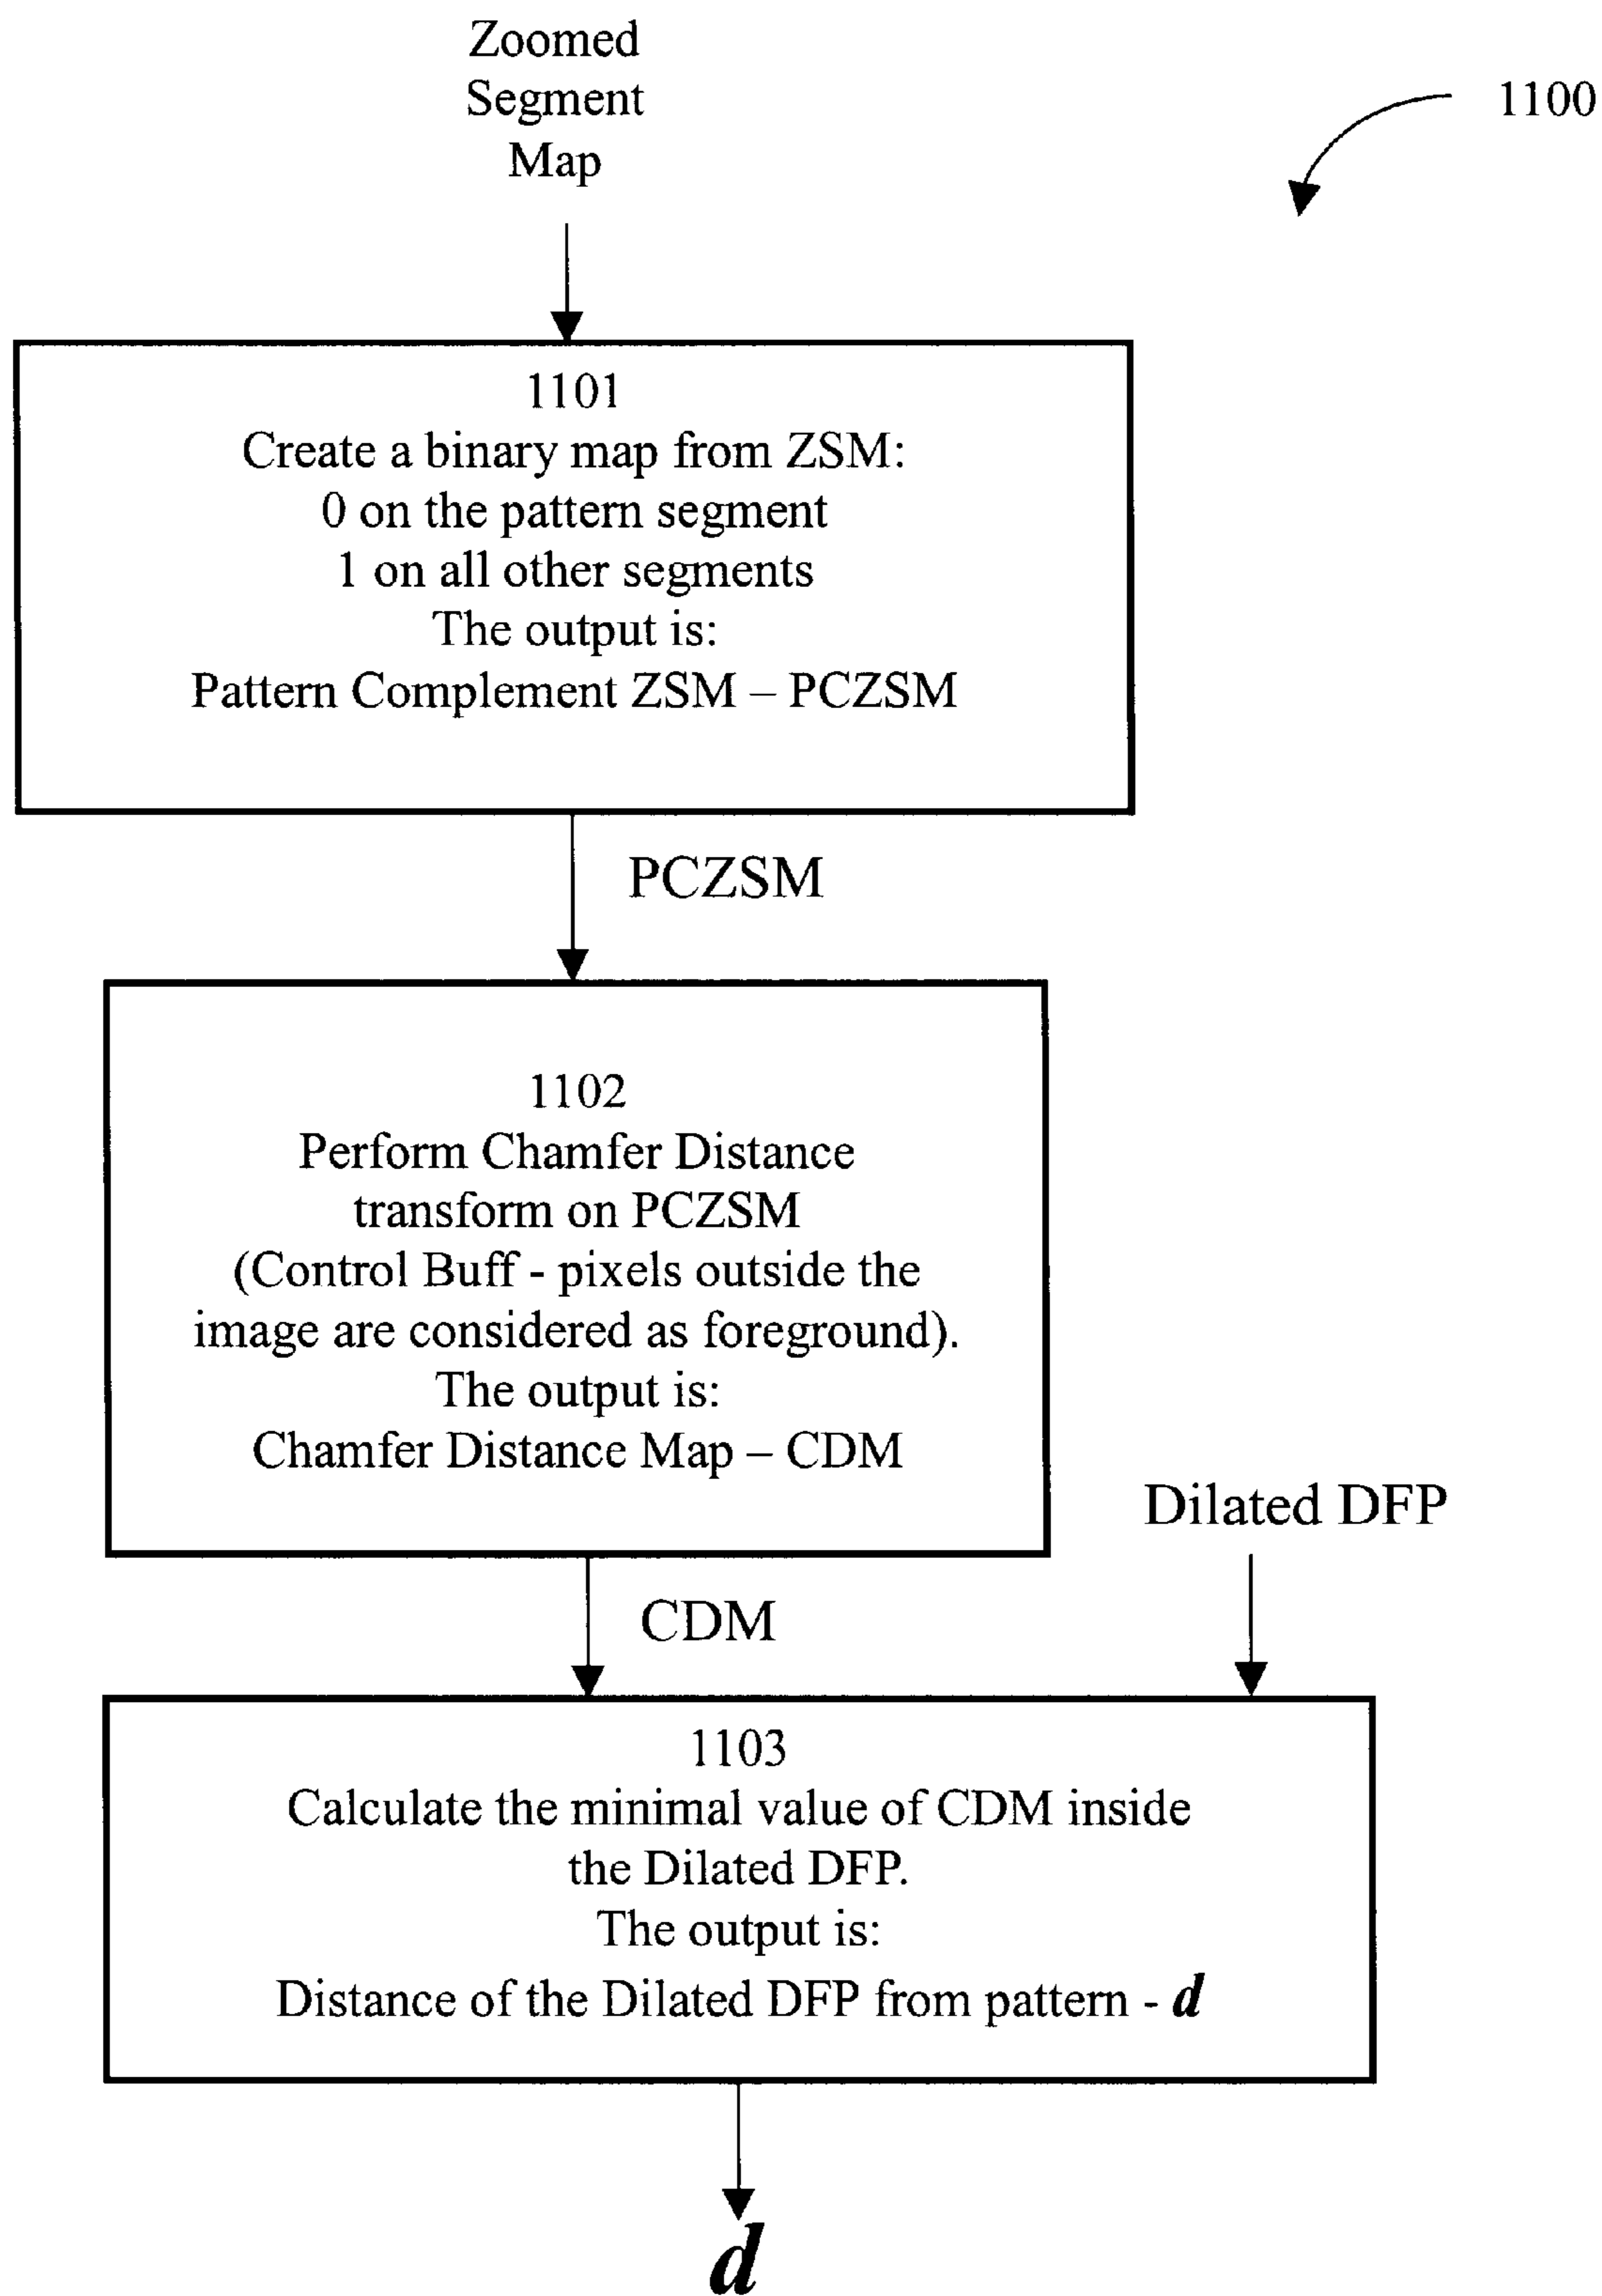 Zoomed
Segment
Map
1100
1101
Create a binary map from ZSM:
0 on the pattern segment
1 on all other segments
The output is:
Pattern Complement ZSM – PCZSM
PCZSM
1102
Perform Chamfer Distance
transform on PCZSM
(Control Buff - pixels outside the
image are considered as foreground).
The output is:
Chamfer Distance Map – CDM
Dilated DFP
CDM
1103
Calculate the minimal value of CDM inside
the Dilated DFP.
The output is:
Distance of the Dilated DFP from pattern - d
d